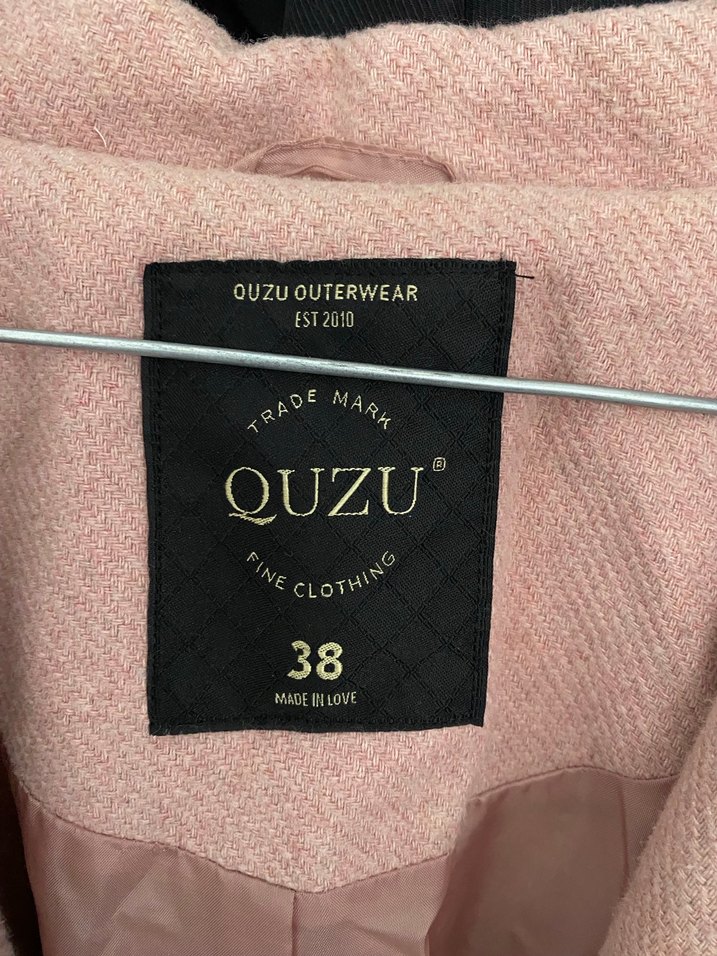 QUZU OUTERWEAR
EST 2010
TRADE MARK
QUZU®
FINE CLOTHING
38
MADE IN LOVE